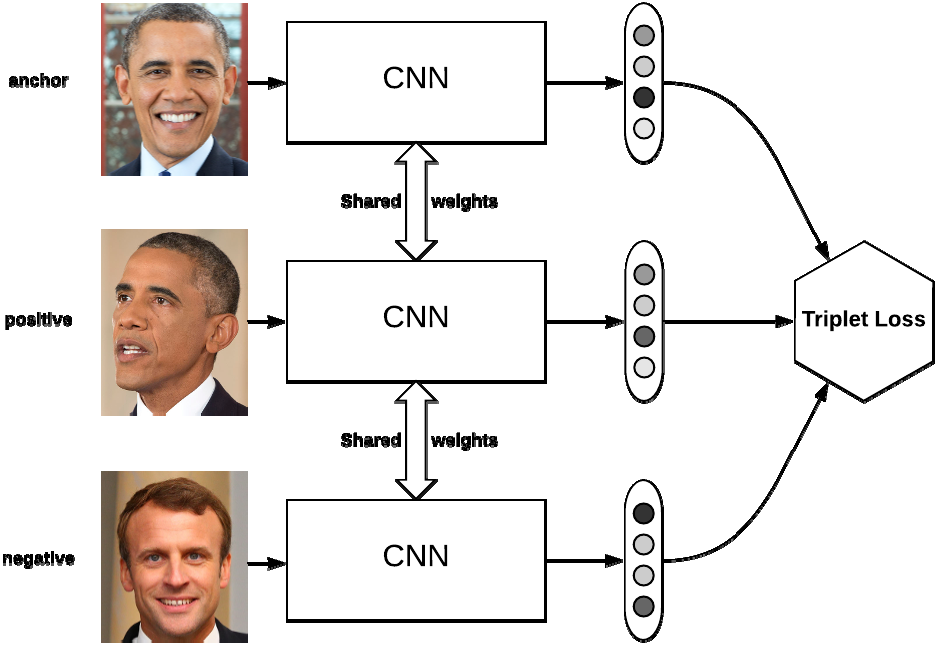 anchor
CNN
Shared weights
positive
CNN
Triplet Loss
Shared weights
negative
CNN